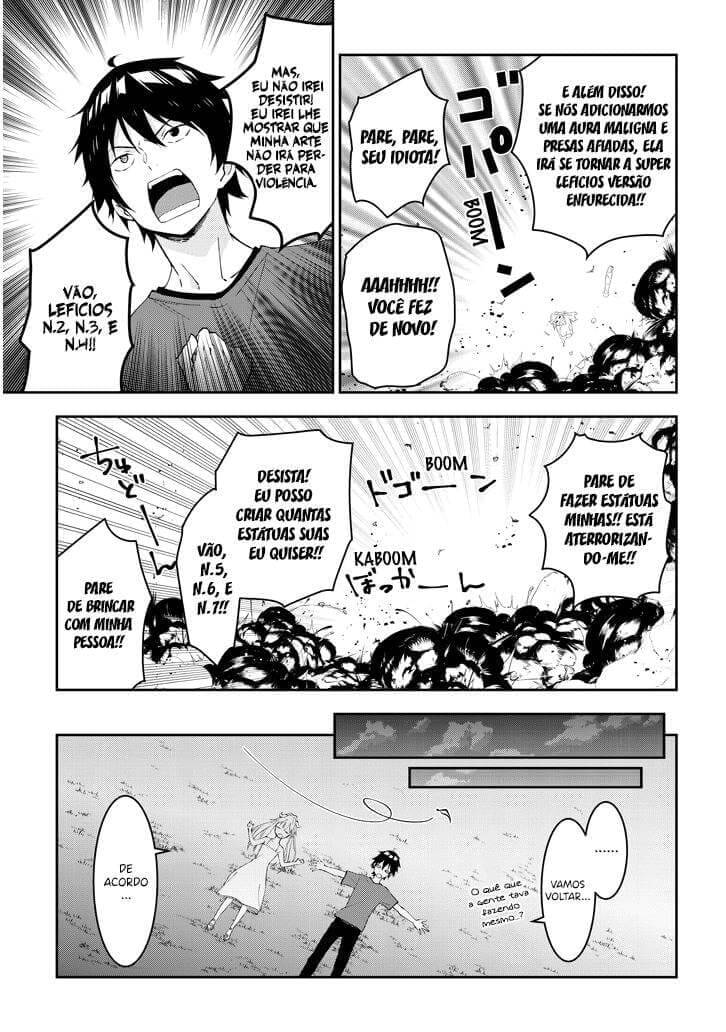 E ALÉM DISSO!
SE NÓS ADICIONARMOS
UMA AURA MALIGNA E
PRESAS AFIADAS, ELA
IRÁ SE TORNAR A SUPER
LEFICIOS VERSÃO
ENFURECIDA!!
ゴパーン
BOOM
PARE, PARE,
SEU IDIOTA!
AAAHHHH!!
VOCÊ FEZ
DE NOVO!
MAS,
EU NÃO IREI
DESISTIR!
EU IREI LHE
MOSTRAR QUE
MINHA ARTE
NÃO IRÁ PER-
DER PARA
VIOLÊNCIA.
VÃO,
LEFICIOS
N.2, N.3, E
N.4!!
PARE DE
FAZER ESTÁTUAS
MINHAS!! ESTÁ
ATERRORIZAN-
DO-ME!!
BOOM
ドゴーン
KABOOM
ぼっかーん
DESISTA!
EU POSSO
CRIAR QUANTAS
ESTÁTUAS SUAS
EU QUISER!!
VÃO,
N.5,
N.6, E
N.7!!
ちゅどーん
PARE
DE BRINCAR
COM MINHA
PESSOA!!
......
VAMOS
VOLTAR...
O QUÊ QUE
A GENTE TAVA
FAZENDO
MESMO..?
DE
ACORDO
...